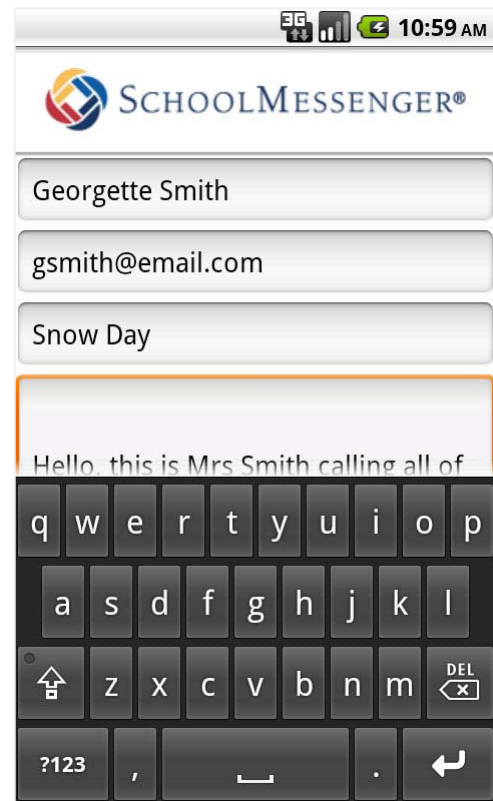 3G 10:59 AM
SCHOOLMESSENGER®
Georgette Smith
gsmith@email.com
Snow Day
Hello, this is Mrs Smith calling all of
q w e r t y u i o p
a s d f g h j k l
z x c v b n m DEL
?123 , .